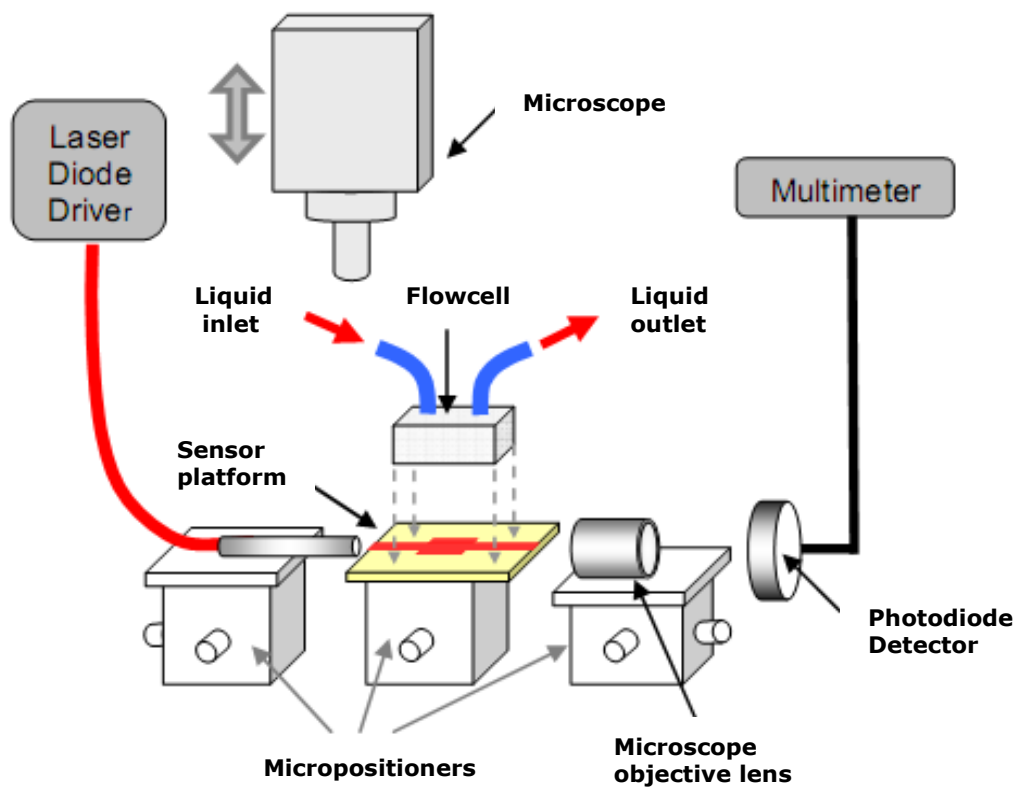 Microscope
Laser
Diode
Driver
Multimeter
Liquid
inlet
Flowcell
Liquid
outlet
Sensor
platform
Photodiode
Detector
Micropositioners
Microscope
objective lens